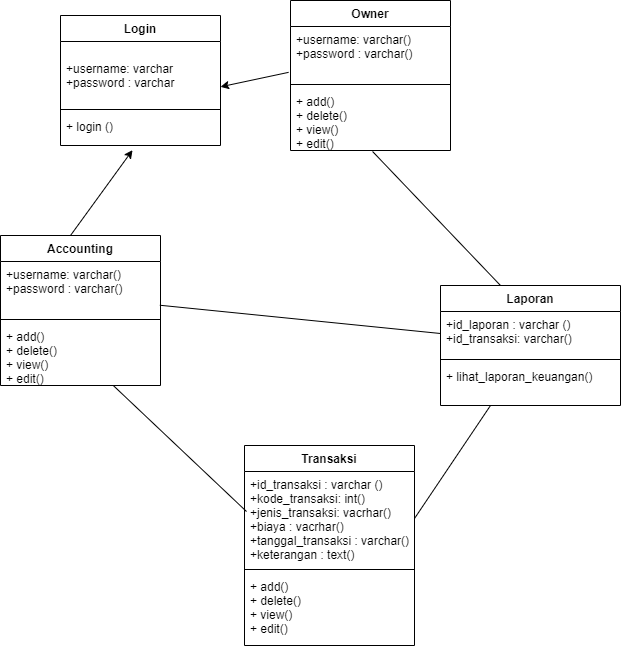 Login
+username: varchar
+password : varchar
+ login ()
Owner
+username: varchar()
+password : varchar()
+ add()
+ delete()
+ view()
+ edit()
Accounting
+username: varchar()
+password : varchar()
+ add()
+ delete()
+ view()
+ edit()
Laporan
+id_laporan : varchar ()
+id_transaksi: varchar()
+ lihat_laporan_keuangan()
Transaksi
+id_transaksi : varchar ()
+kode_transaksi: int()
+jenis_transaksi: vacrhar()
+biaya : vacrhar()
+tanggal_transaksi : varchar()
+keterangan : text()
+ add()
+ delete()
+ view()
+ edit()